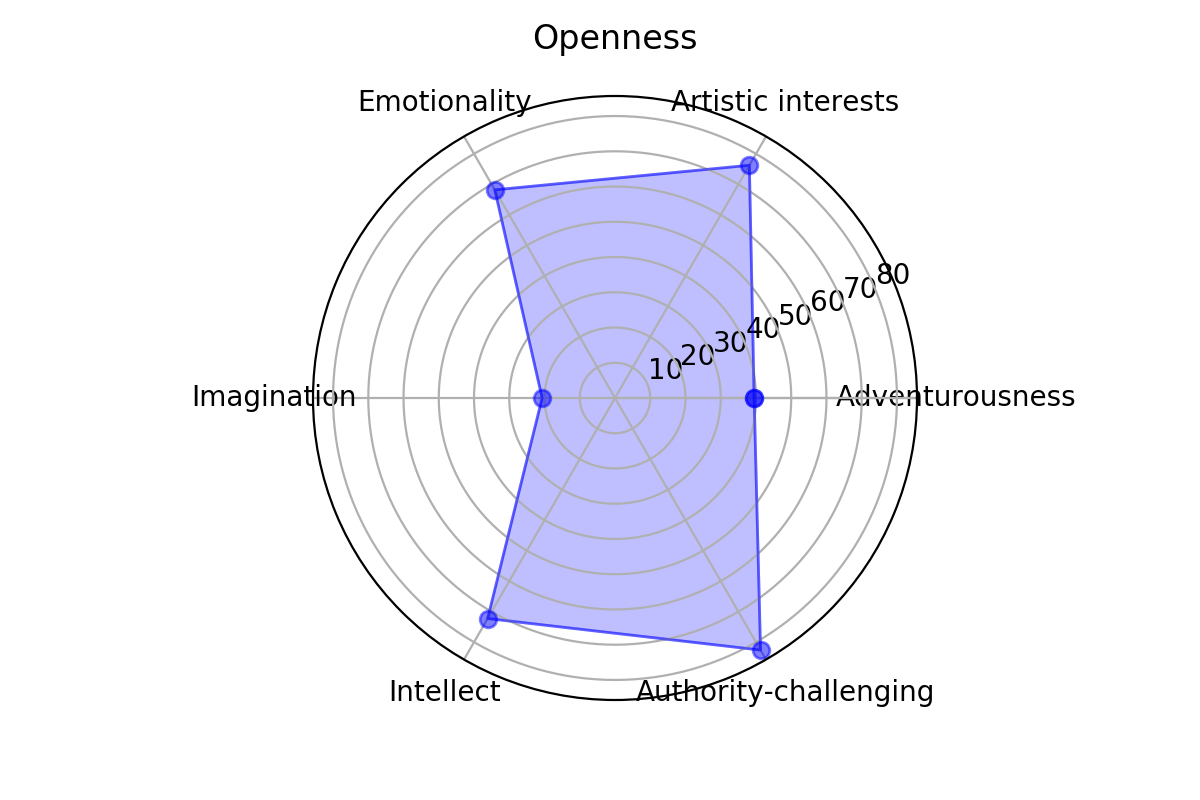 Openness
Emotionality
Artistic interests
80
70
60
50
40
30
20
10
Imagination
Adventurousness
Intellect
Authority-challenging